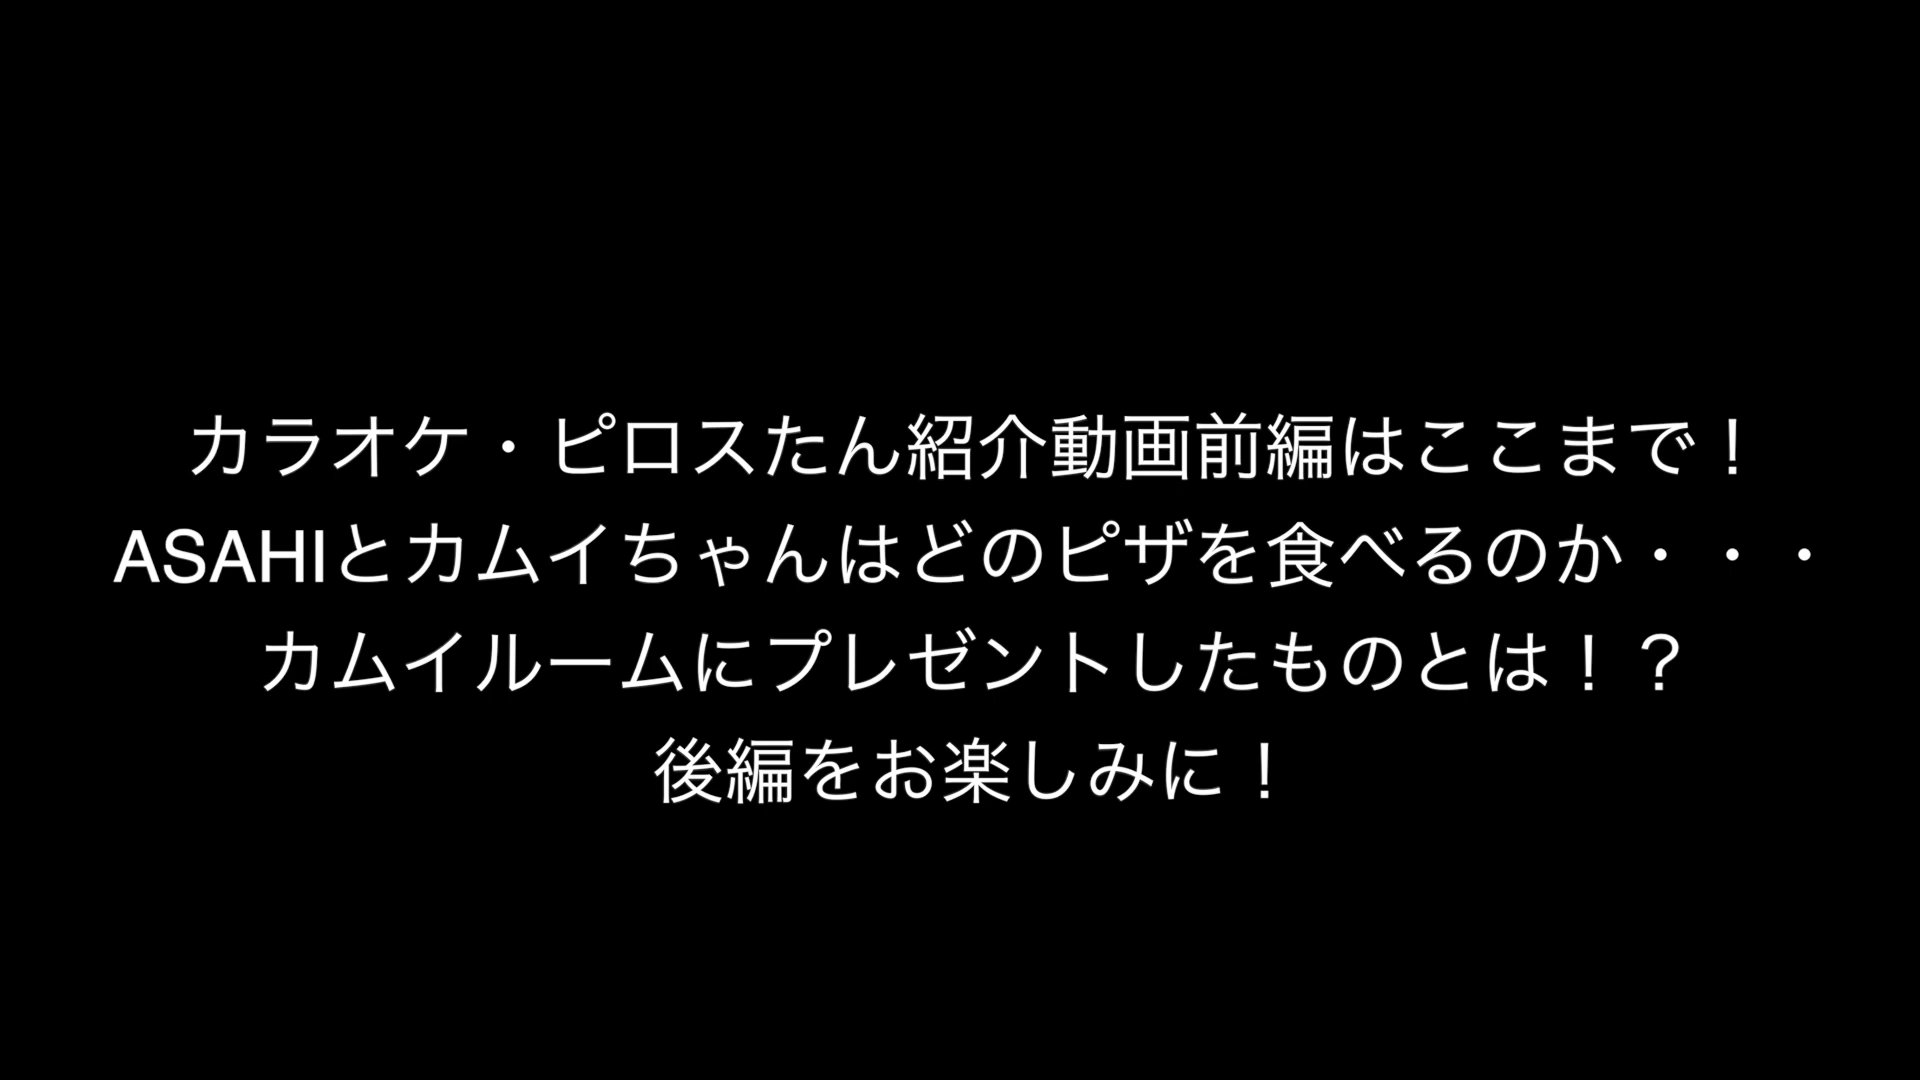 カラオケ・ピロスたん紹介動画前編はここまで！
ASAHIとカムイちゃんはどのピザを食べるのか・・・
カムイルームにプレゼントしたものとは！？
後編をお楽しみに！